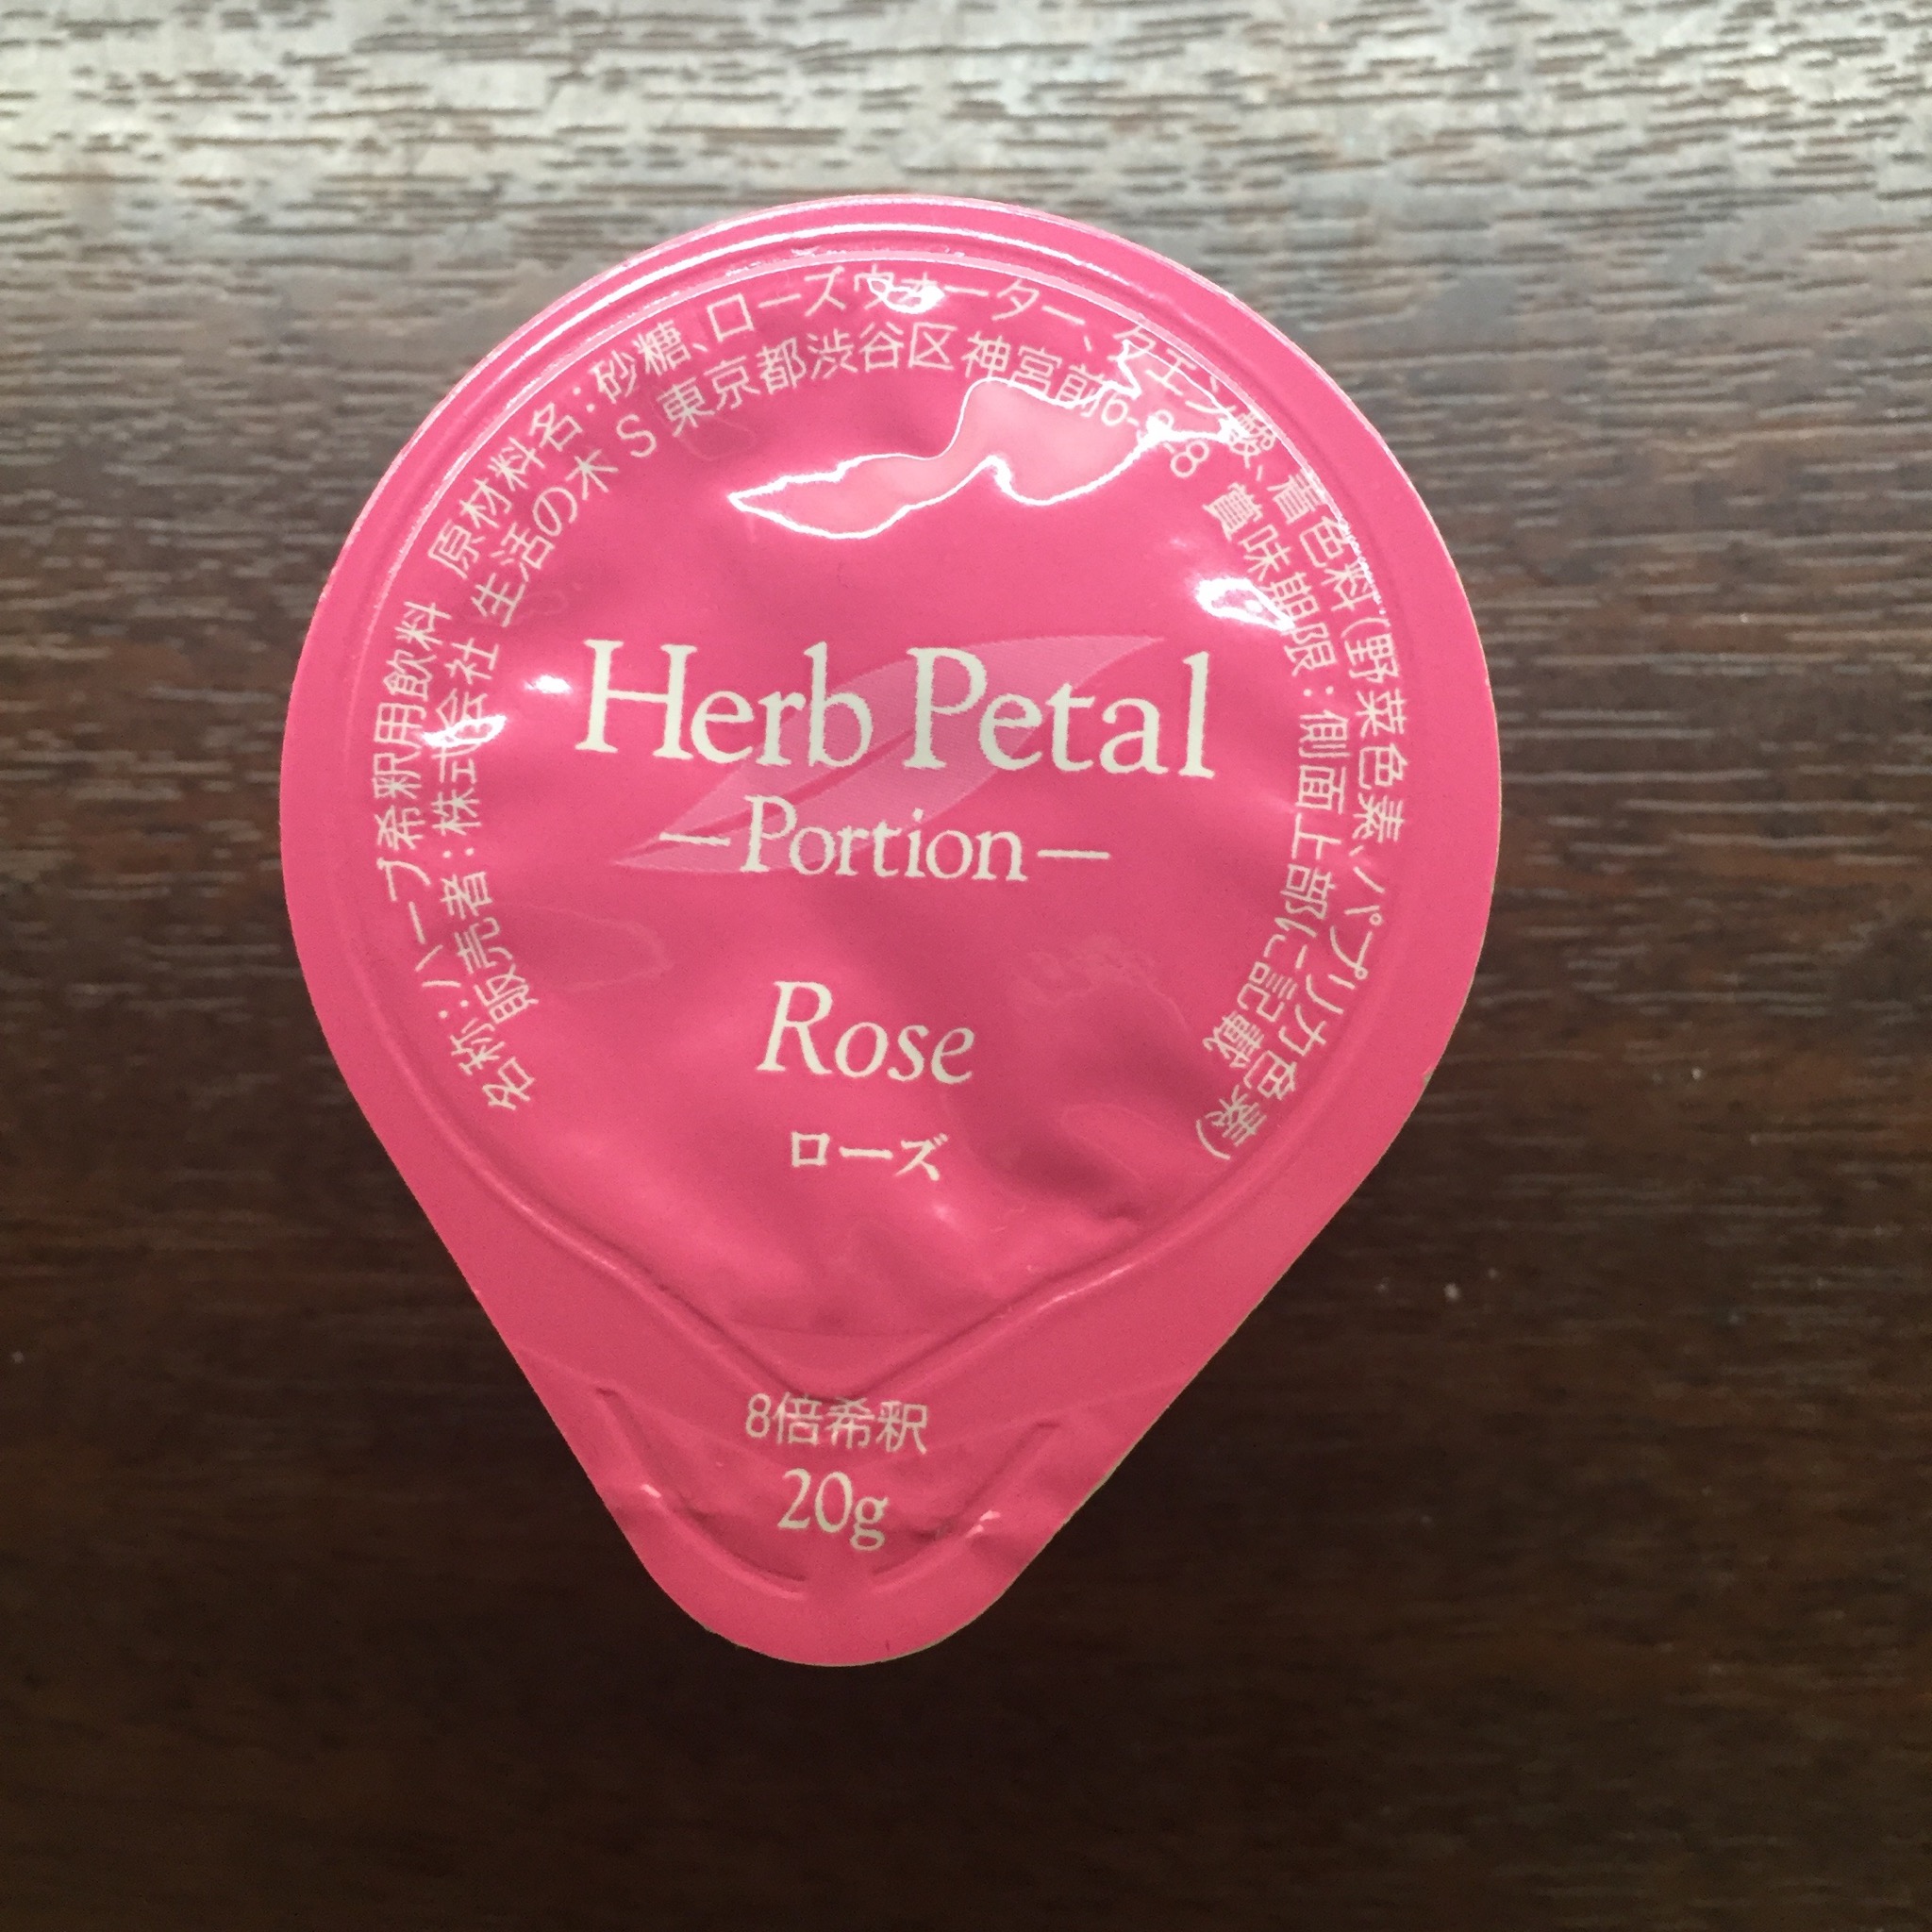 名称：ハーブ希釈用飲料 原材料名：砂糖、ローズウォーター、クエン酸、着色料（野菜色素、パプリカ色素）
販売者：株式会社 生活の木 S 東京都渋谷区神宮前6-3-8 賞味期限：側面上部に記載
Herb Petal
—Portion—
Rose
ローズ
8倍希釈
20g